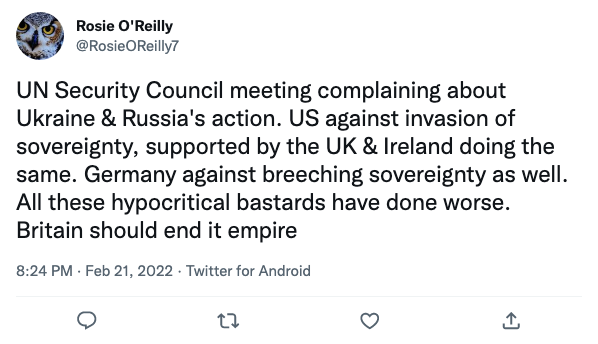 Rosie O'Reilly
@RosieOReilly7
UN Security Council meeting complaining about
Ukraine & Russia's action. US against invasion of
sovereignty, supported by the UK & Ireland doing the
same. Germany against breeching sovereignty as well.
All these hypocritical bastards have done worse.
Britain should end it empire
8:24 PM · Feb 21, 2022 · Twitter for Android